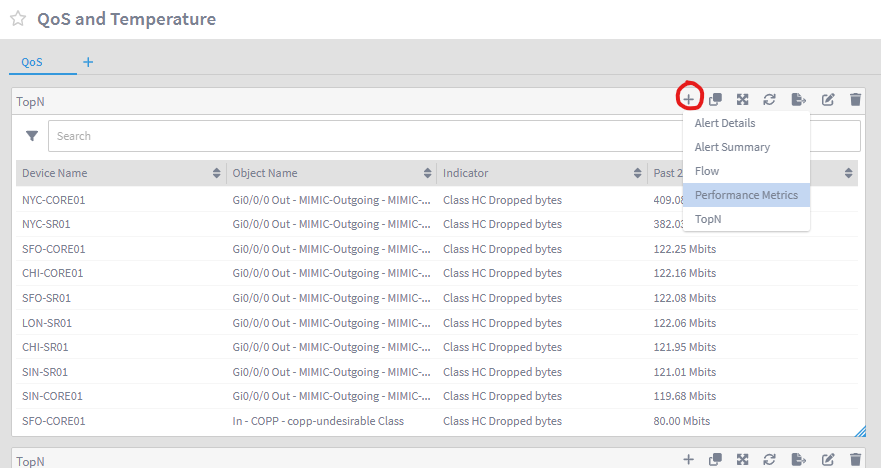 QoS and Temperature
QoS
TopN
Search
Alert Details
Alert Summary
Flow
Performance Metrics
TopN
Device Name Object Name Indicator Past 2
NYC-CORE01 Gi0/0/0 Out - MIMIC-Outgoing - MIMIC-... Class HC Dropped bytes 409.08
NYC-SR01 Gi0/0/0 Out - MIMIC-Outgoing - MIMIC-... Class HC Dropped bytes 382.03
SFO-CORE01 Gi0/0/0 Out - MIMIC-Outgoing - MIMIC-... Class HC Dropped bytes 122.25 Mbits
CHI-CORE01 Gi0/0/0 Out - MIMIC-Outgoing - MIMIC-... Class HC Dropped bytes 122.16 Mbits
SFO-SR01 Gi0/0/0 Out - MIMIC-Outgoing - MIMIC-... Class HC Dropped bytes 122.08 Mbits
LON-SR01 Gi0/0/0 Out - MIMIC-Outgoing - MIMIC-... Class HC Dropped bytes 122.06 Mbits
CHI-SR01 Gi0/0/0 Out - MIMIC-Outgoing - MIMIC-... Class HC Dropped bytes 121.95 Mbits
SIN-SR01 Gi0/0/0 Out - MIMIC-Outgoing - MIMIC-... Class HC Dropped bytes 121.01 Mbits
SIN-CORE01 Gi0/0/0 Out - MIMIC-Outgoing - MIMIC-... Class HC Dropped bytes 119.68 Mbits
SFO-CORE01 In - COPP - copp-undesirable Class Class HC Dropped bytes 80.00 Mbits
TopN